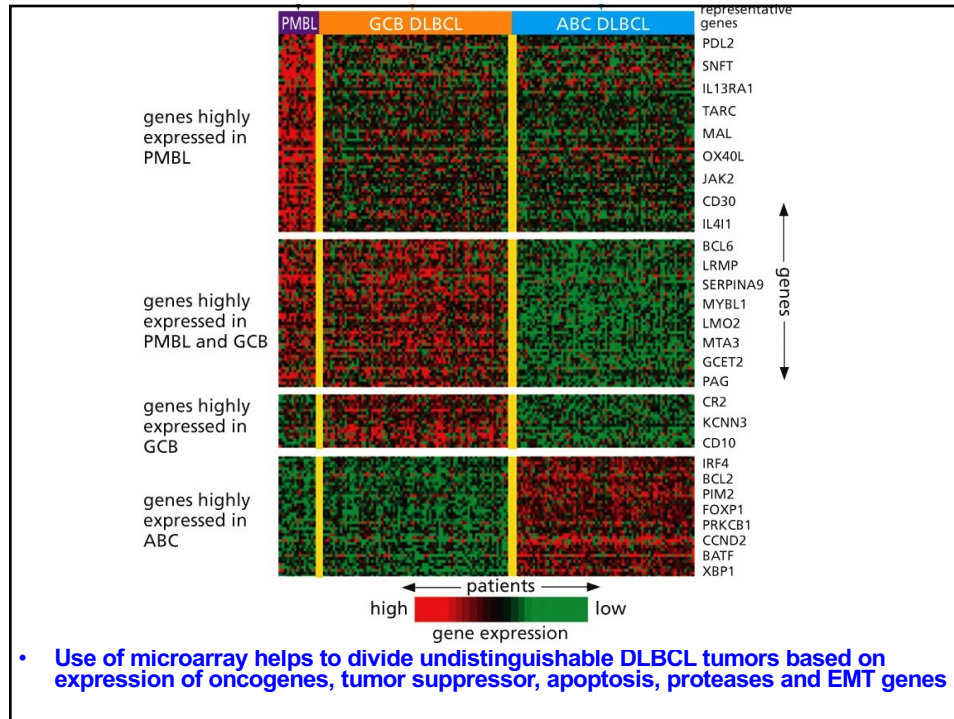 representative
genes
PMBL GCB DLBCL ABC DLBCL
genes highly
expressed in
PMBL
PDL2
SNFT
IL13RA1
TARC
MAL
OX40L
JAK2
CD30
IL4I1
genes highly
expressed in
PMBL and GCB
BCL6
LRMP
SERPINA9
MYBL1
LMO2
MTA3
GCET2
PAG
genes
genes highly
expressed in
GCB
CR2
KCNN3
CD10
genes highly
expressed in
ABC
IRF4
BCL2
PIM2
FOXP1
PRKCB1
CCND2
BATF
XBP1
patients
high low
gene expression
• Use of microarray helps to divide undistinguishable DLBCL tumors based on
expression of oncogenes, tumor suppressor, apoptosis, proteases and EMT genes